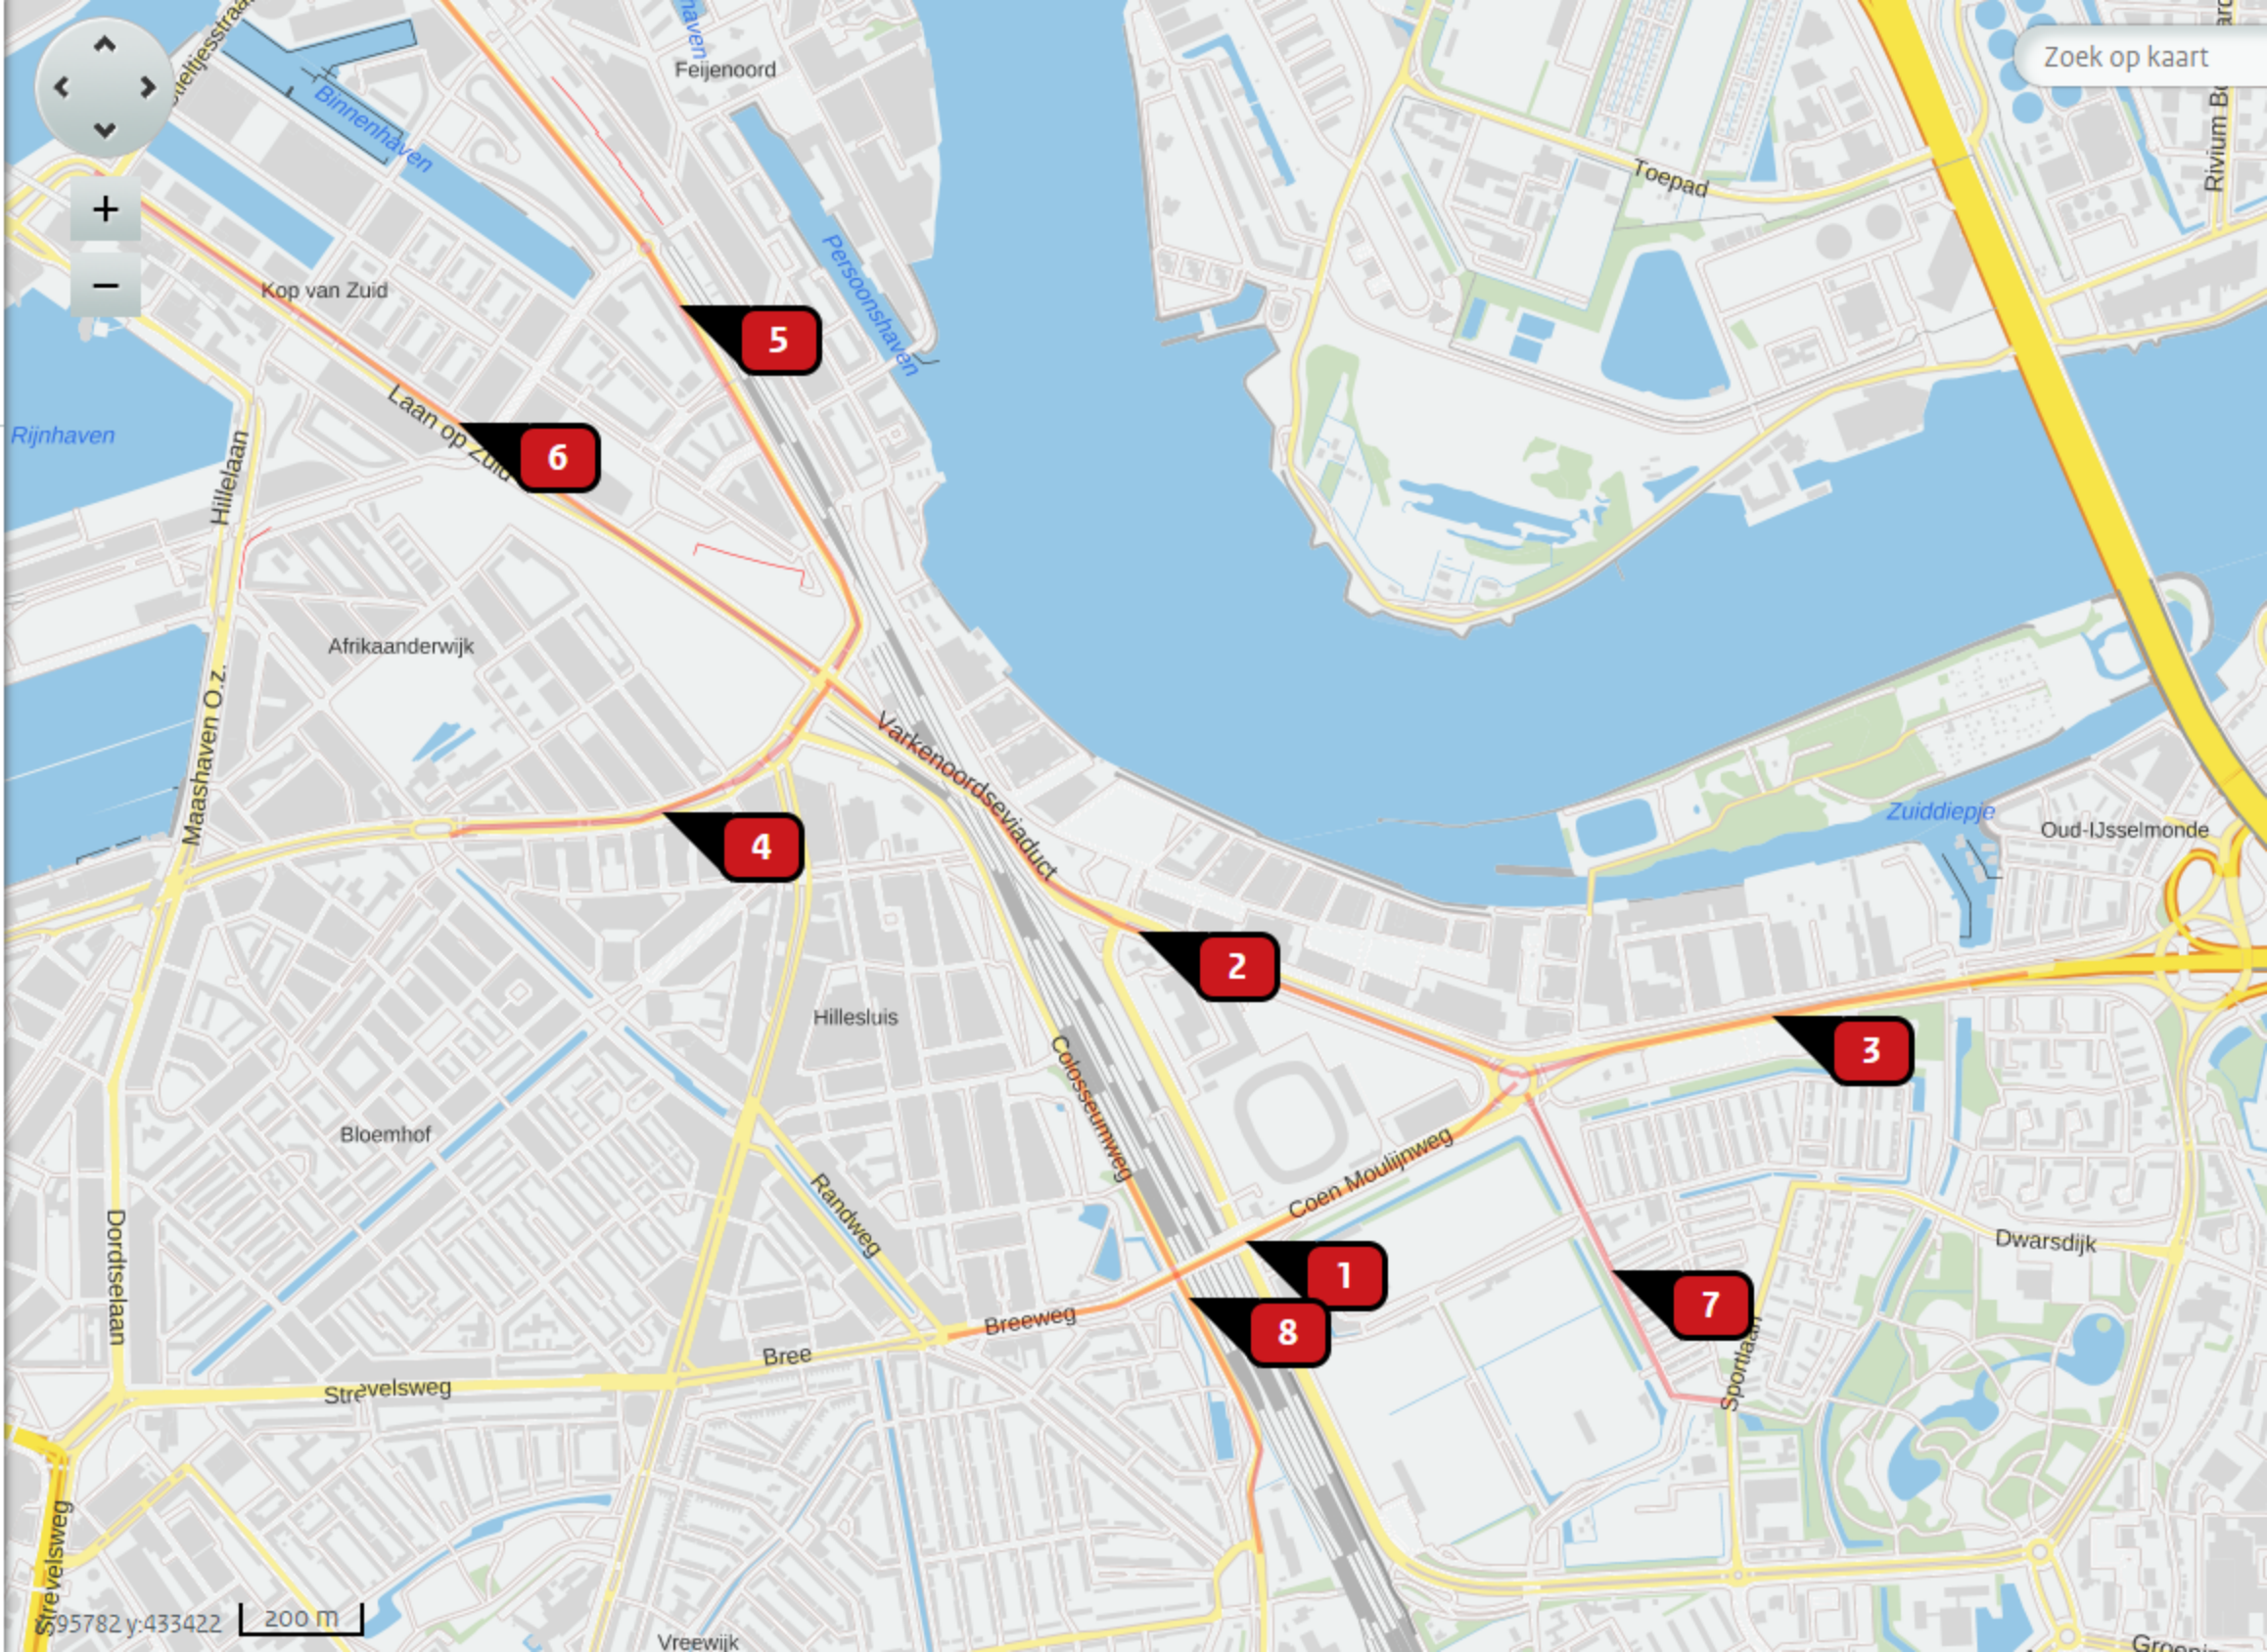 Feijenoord
Zoek op kaart
Binnenhaven
Toepad
Persoonshaven
Kop van Zuid
5
Laan op Zuid
Rijnhaven
6
Hillelaan
Afrikaanderwijk
Maashaven O.z.
Varkenoordseviaduct
Zuiddiepje
Oud-IJsselmonde
4
2
Hillesluis
3
Colosseumweg
Bloemhof
Coen Moulijnweg
Randweg
Dordtselaan
Dwarsdijk
1
7
8
Breeweg
Bree
Sportlaan
Strevelsweg
Strevelsweg
95782 y:433422
200 m
Vreewijk